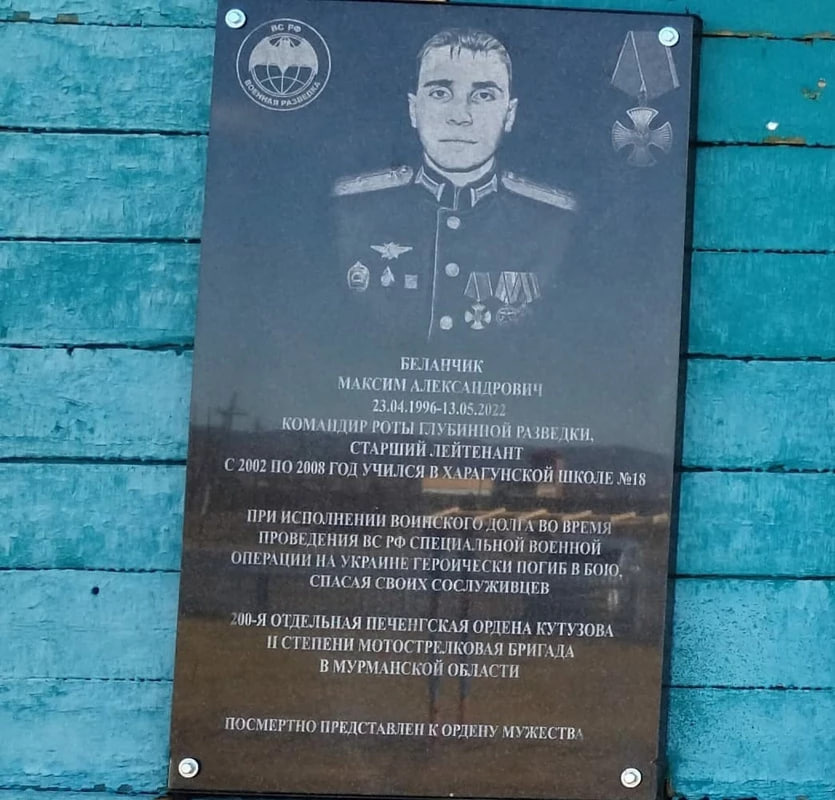 ВС РФ
ВОЕННАЯ РАЗВЕДКА
БЕЛАНЧИК
МАКСИМ АЛЕКСАНДРОВИЧ
23.04.1996-13.05.2022
КОМАНДИР РОТЫ ГЛУБИННОЙ РАЗВЕДКИ,
СТАРШИЙ ЛЕЙТЕНАНТ
С 2002 ПО 2008 ГОД УЧИЛСЯ В ХАРАГУНСКОЙ ШКОЛЕ №18
ПРИ ИСПОЛНЕНИИ ВОИНСКОГО ДОЛГА ВО ВРЕМЯ
ПРОВЕДЕНИЯ ВС РФ СПЕЦИАЛЬНОЙ ВОЕННОЙ
ОПЕРАЦИИ НА УКРАИНЕ ГЕРОИЧЕСКИ ПОГИБ В БОЮ,
СПАСАЯ СВОИХ СОСЛУЖИВЦЕВ
200-Я ОТДЕЛЬНАЯ ПЕЧЕНГСКАЯ ОРДЕНА КУТУЗОВА
II СТЕПЕНИ МОТОСТРЕЛКОВАЯ БРИГАДА
В МУРМАНСКОЙ ОБЛАСТИ
ПОСМЕРТНО ПРЕДСТАВЛЕН К ОРДЕНУ МУЖЕСТВА